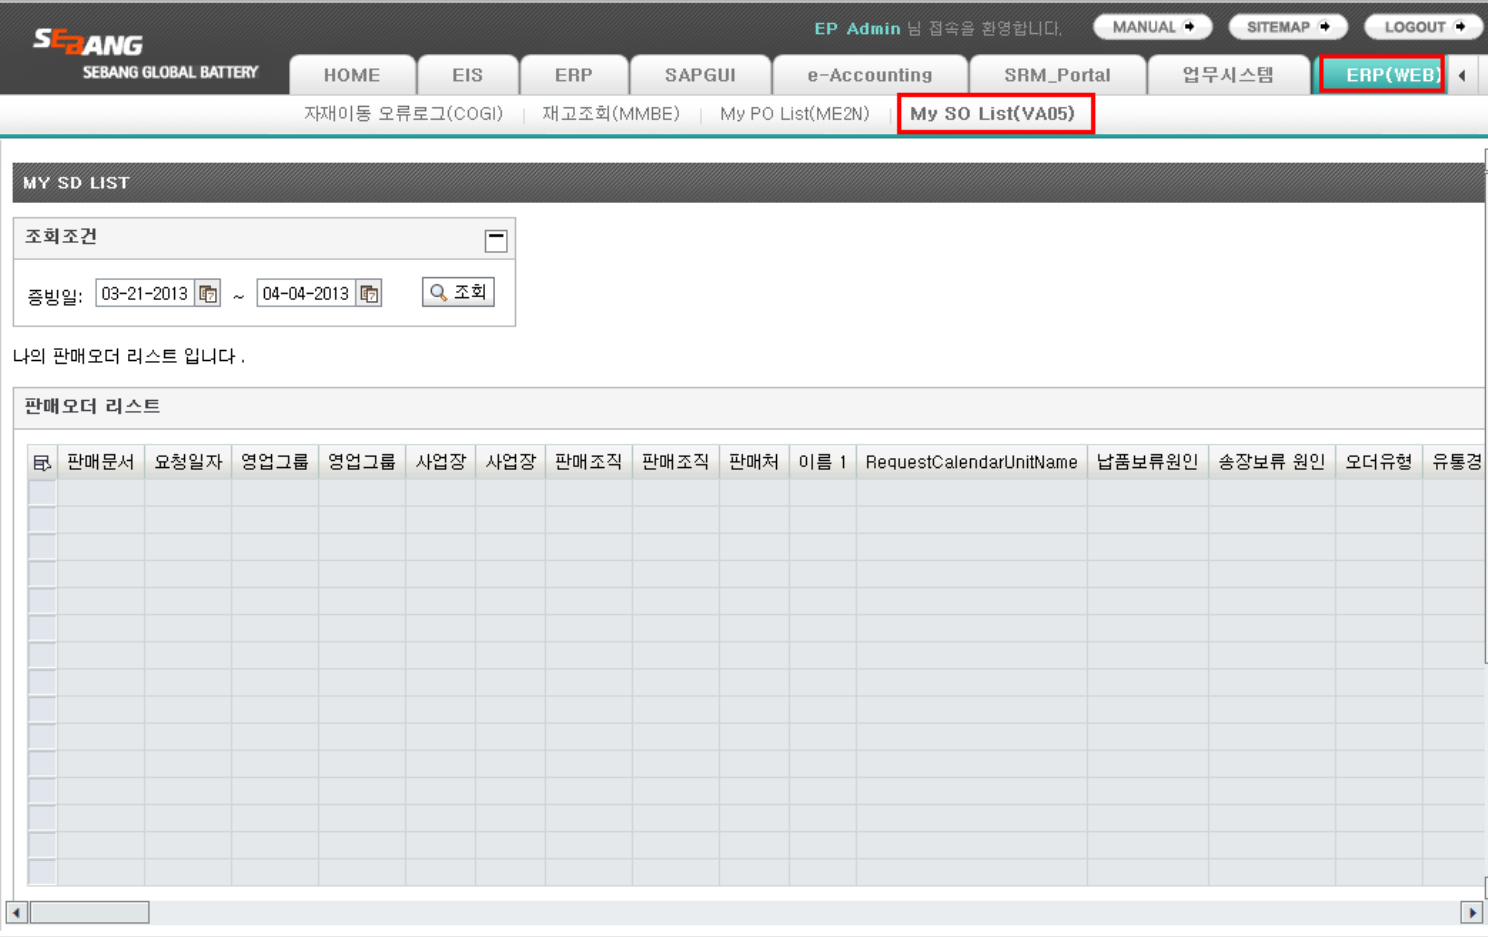 EP Admin 님 접속을 환영합니다. MANUAL SITEMAP LOGOUT
SEBANG
SEBANG GLOBAL BATTERY
HOME EIS ERP SAPGUI e-Accounting SRM_Portal 업무시스템 ERP(WEB)
자재이동 오류로그(COGI) | 재고조회(MMBE) | My PO List(ME2N) | My SO List(VA05)
MY SD LIST
조회조건
증빙일: 03-21-2013 ~ 04-04-2013 조회
나의 판매오더 리스트 입니다 .
판매오더 리스트
판매문서 요청일자 영업그룹 영업그룹 사업장 사업장 판매조직 판매조직 판매처 이름 1 RequestCalendarUnitName 납품보류원인 송장보류 원인 오더유형 유통경